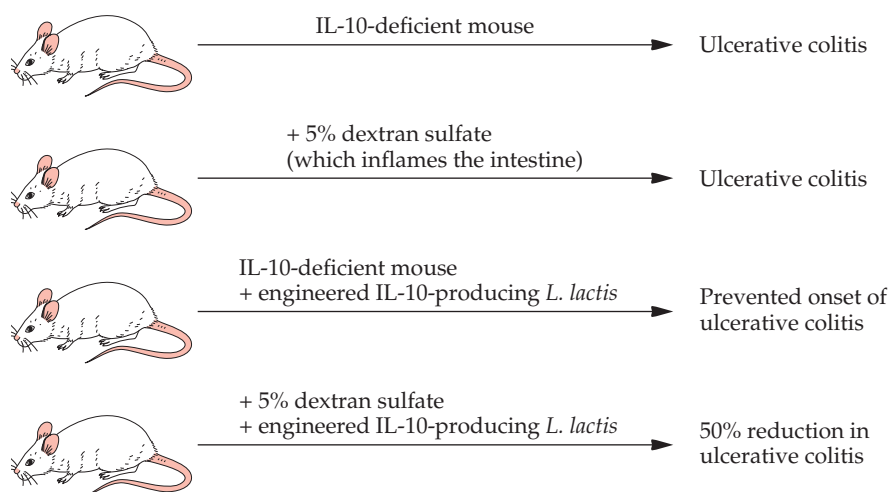 IL-10-deficient mouse
Ulcerative colitis
+ 5% dextran sulfate
(which inflames the intestine)
Ulcerative colitis
IL-10-deficient mouse
+ engineered IL-10-producing L. lactis
Prevented onset of
ulcerative colitis
+ 5% dextran sulfate
+ engineered IL-10-producing L. lactis
50% reduction in
ulcerative colitis